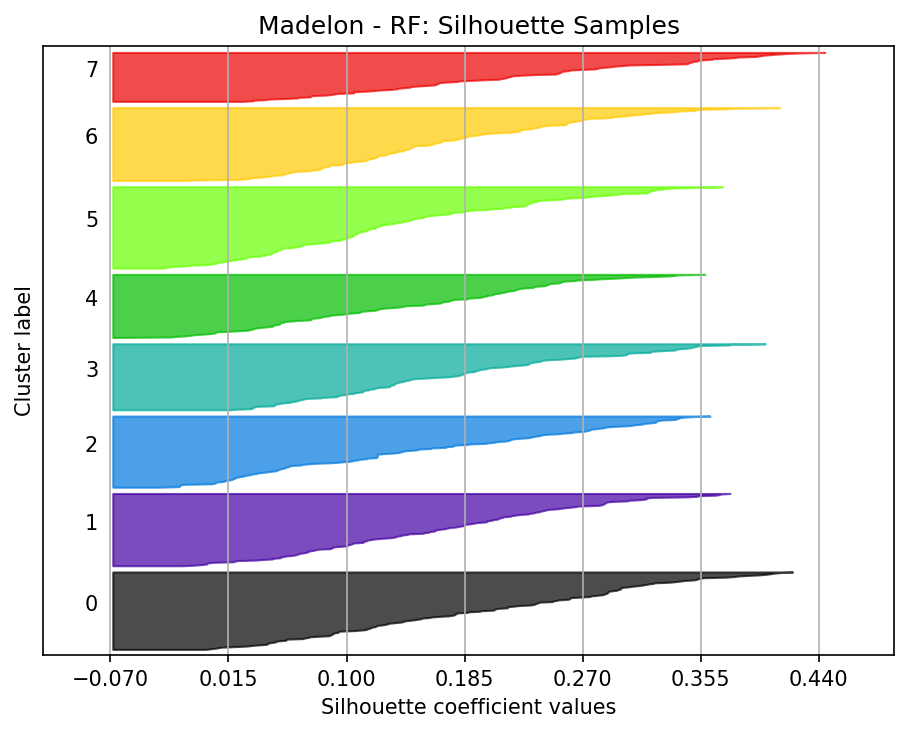 Madelon - RF: Silhouette Samples
7
6
5
4
3
2
1
0
Cluster label
−0.070 0.015 0.100 0.185 0.270 0.355 0.440
Silhouette coefficient values